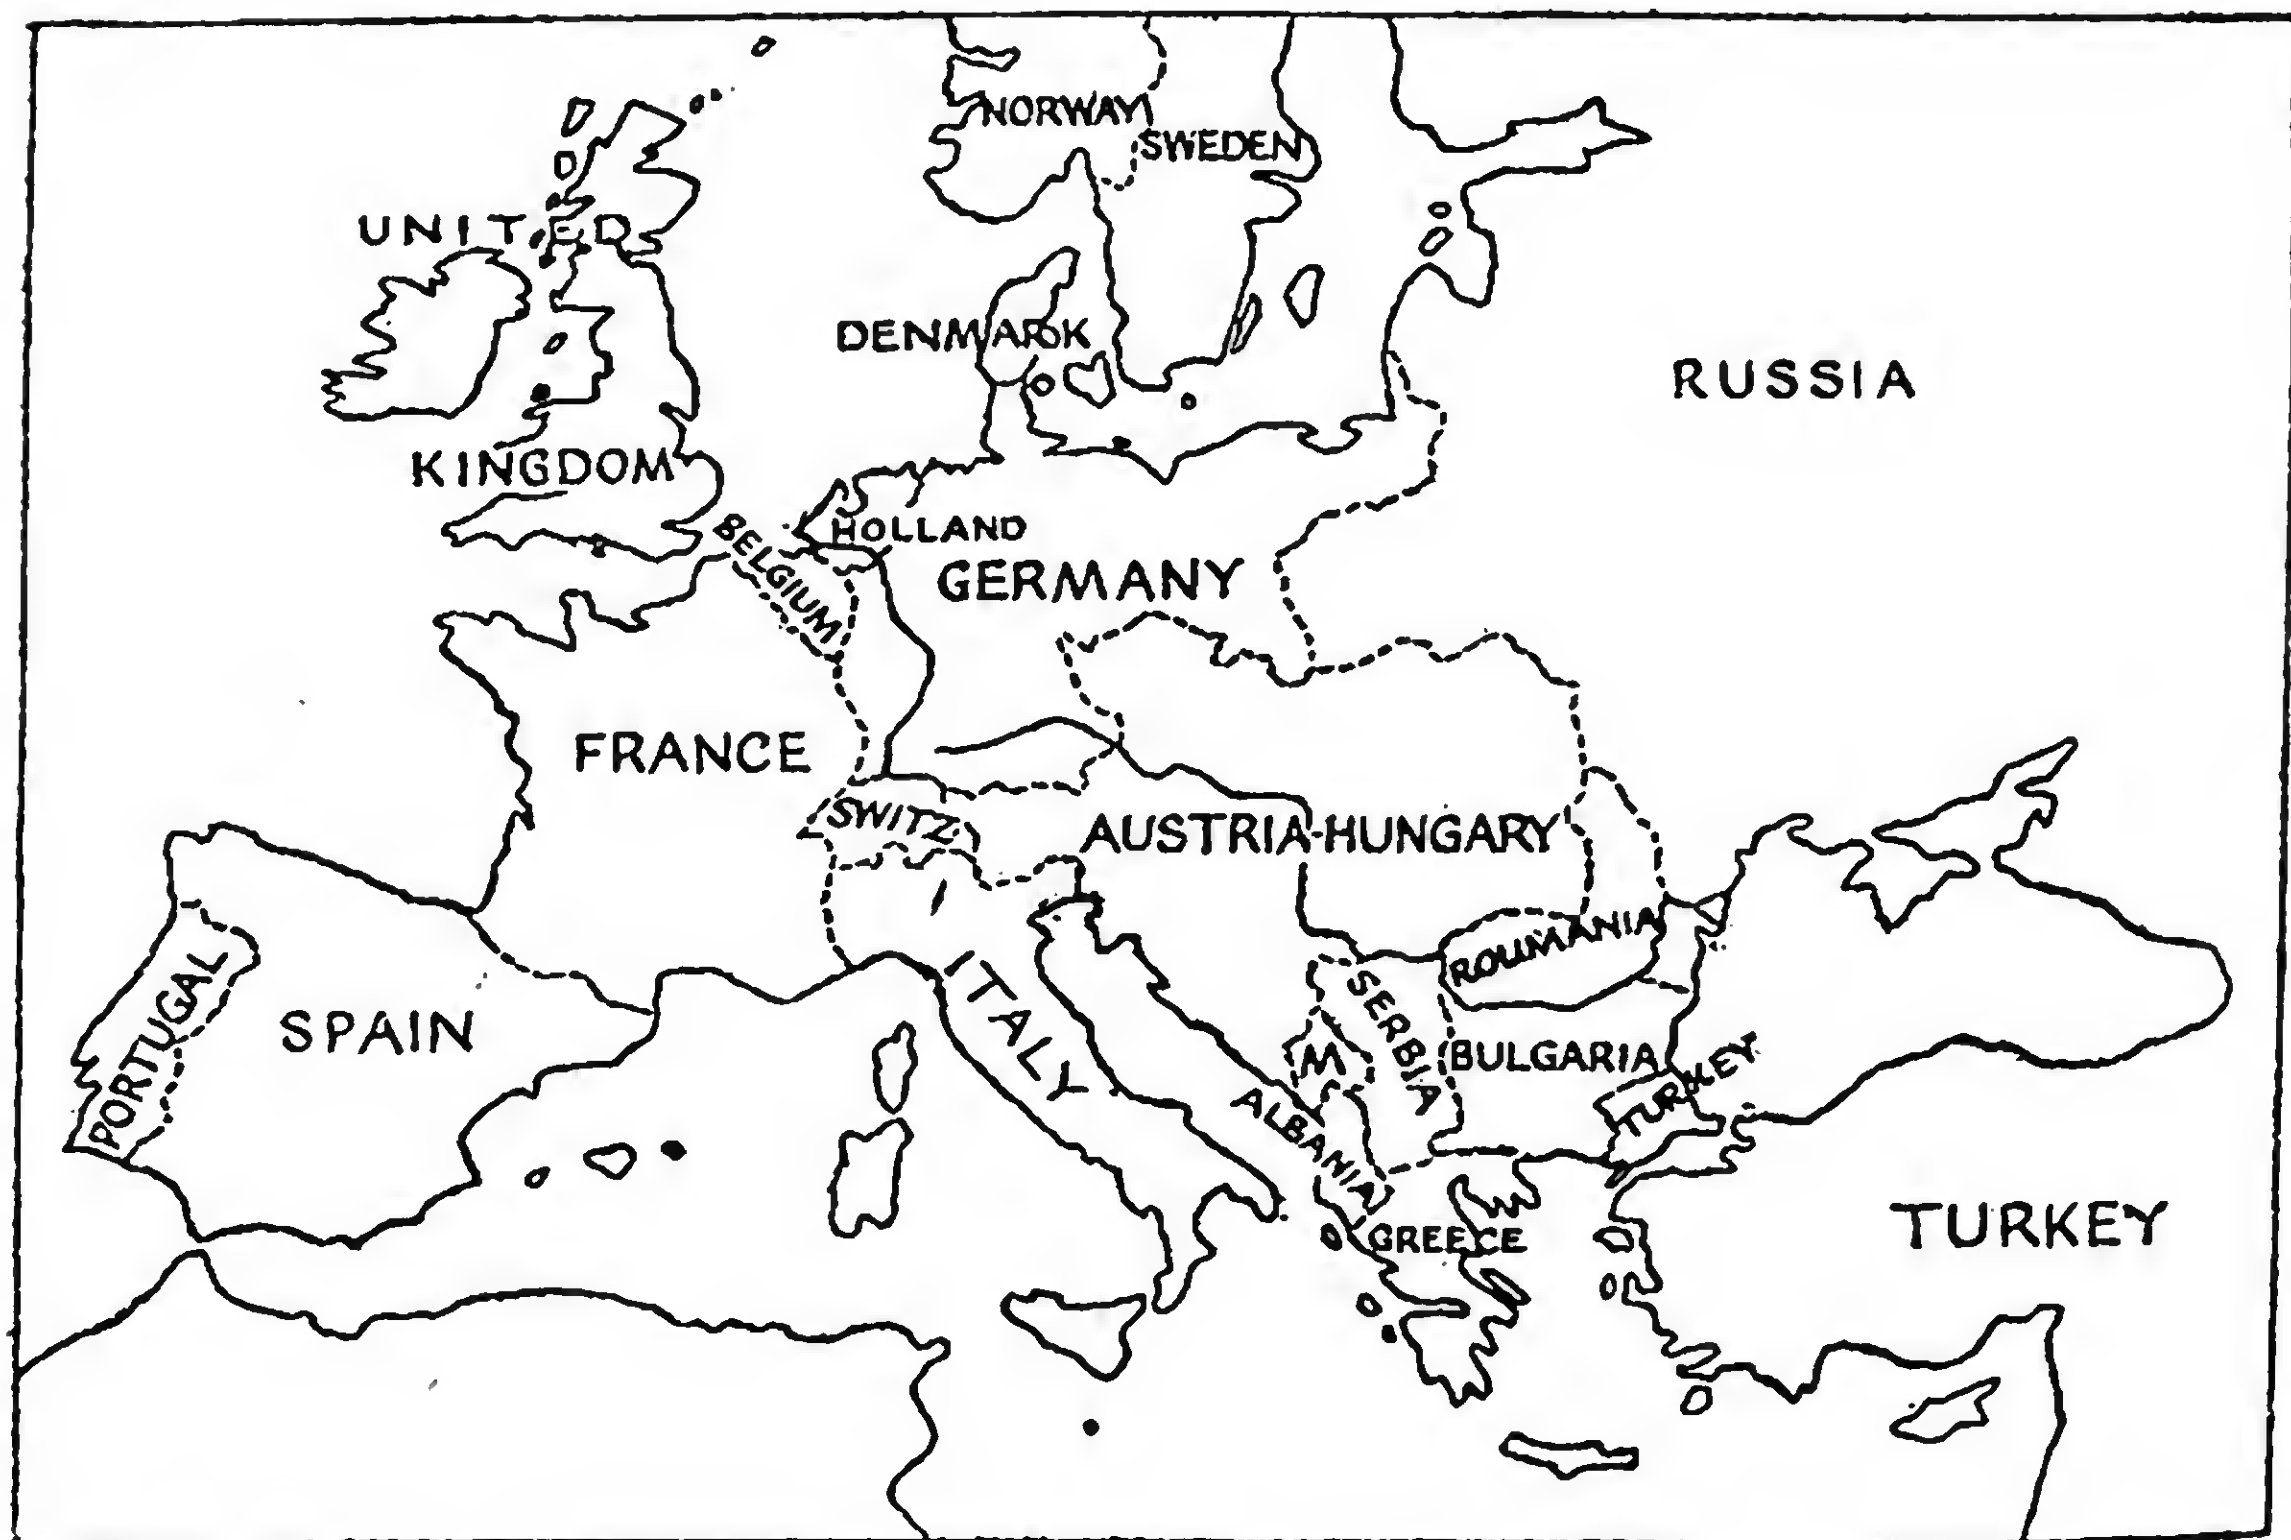 NORWAY
SWEDEN
UNITED
DENMARK
RUSSIA
KINGDOM
HOLLAND
BELGIUM
GERMANY
FRANCE
SWITZ.
AUSTRIA-HUNGARY
ROUMANIA
PORTUGAL
SPAIN
ITALY
SERBIA
M
BULGARIA
TURKEY
ALBANIA
GREECE
TURKEY